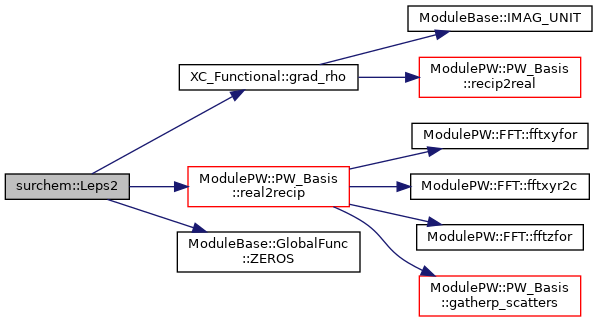 surchem::Leps2
XC_Functional::grad_rho
ModulePW::PW_Basis
::real2recip
ModuleBase::GlobalFunc
::ZEROS
ModuleBase::IMAG_UNIT
ModulePW::PW_Basis
::recip2real
ModulePW::FFT::fftxyfor
ModulePW::FFT::fftxyr2c
ModulePW::FFT::fftzfor
ModulePW::PW_Basis
::gatherp_scatters